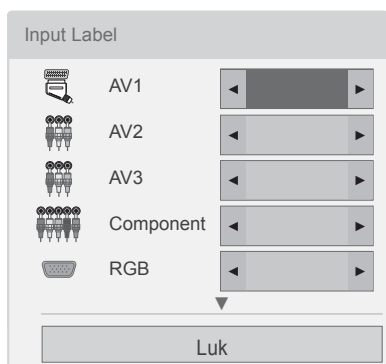 Input Label
AV1
AV2
AV3
Component
RGB
Luk